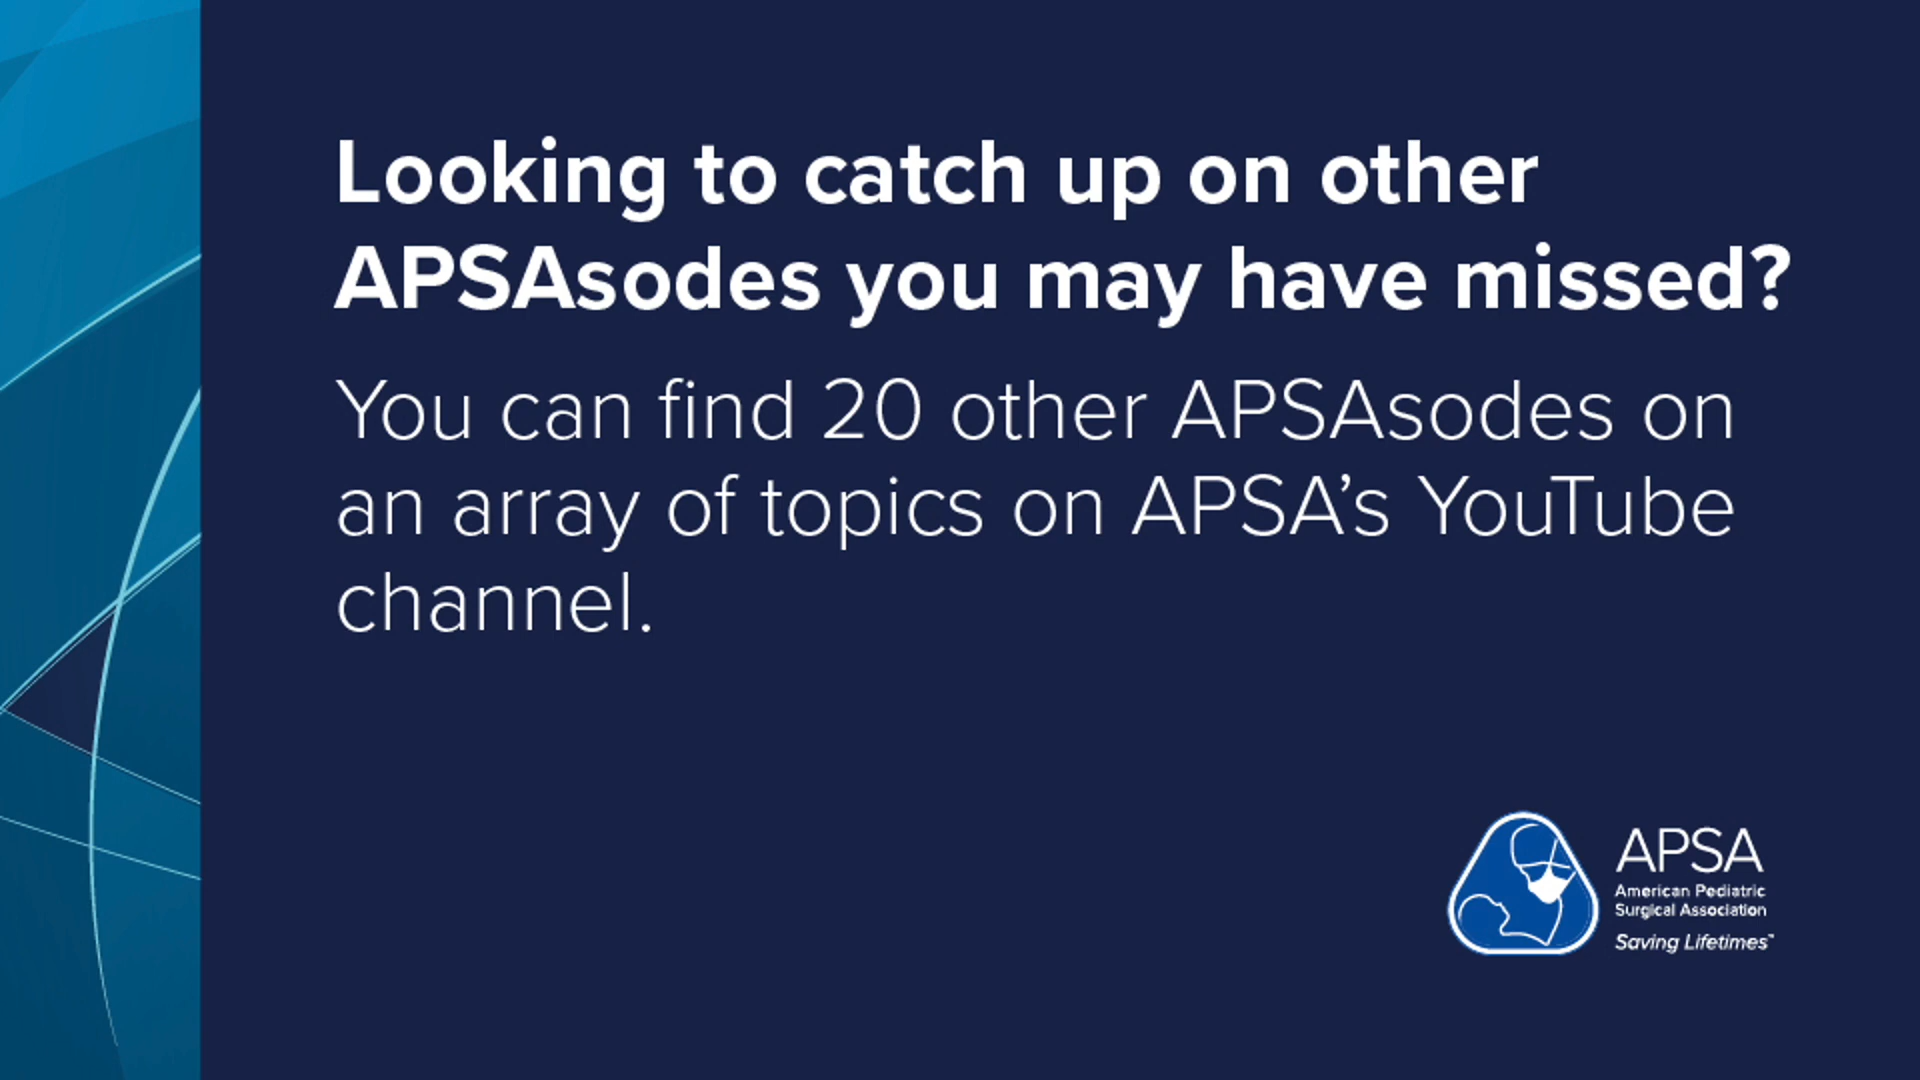 Looking to catch up on other
APSAsodes you may have missed?
You can find 20 other APSAsodes on
an array of topics on APSA’s YouTube
channel.
APSA
American Pediatric
Surgical Association
Saving Lifetimes™